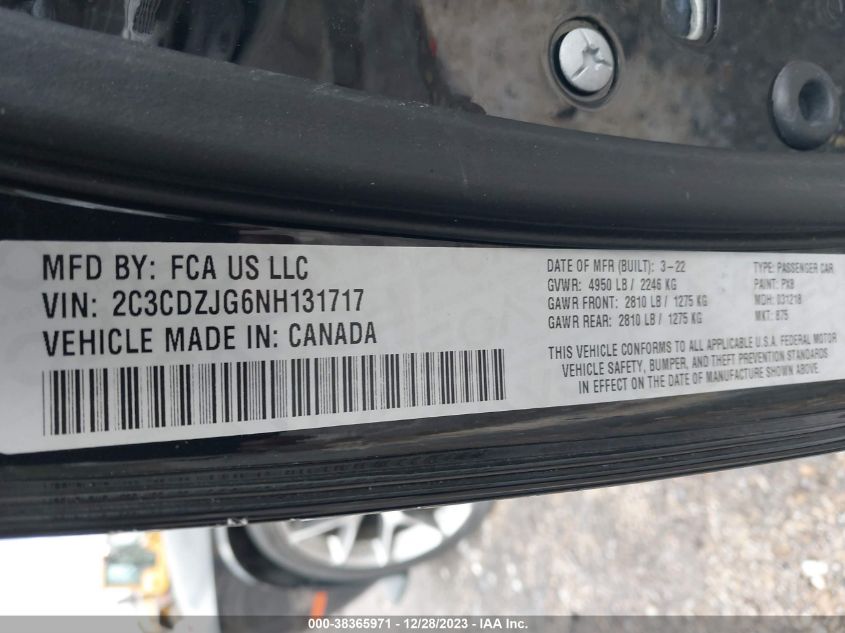 MFD BY: FCA US LLC
VIN: 2C3CDZJG6NH131717
VEHICLE MADE IN: CANADA
DATE OF MFR (BUILT): 3-22
GVWR: 4950 LB / 2246 KG
GAWR FRONT: 2810 LB / 1275 KG
GAWR REAR: 2810 LB / 1275 KG
TYPE: PASSENGER CAR
PAINT: PX8
MDH: 031218
MKT: 875
THIS VEHICLE CONFORMS TO ALL APPLICABLE U.S.A. FEDERAL MOTOR
VEHICLE SAFETY, BUMPER, AND THEFT PREVENTION STANDARDS
IN EFFECT ON THE DATE OF MANUFACTURE SHOWN ABOVE.
000-38365971 - 12/28/2023 - IAA Inc.